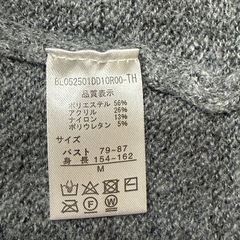 BL052501DD10R00-TH
品質表示
ポリエステル 56%
アクリル 26%
ナイロン 13%
ポリウレタン 5%
サイズ
バスト 79-87
身長 154-162
M